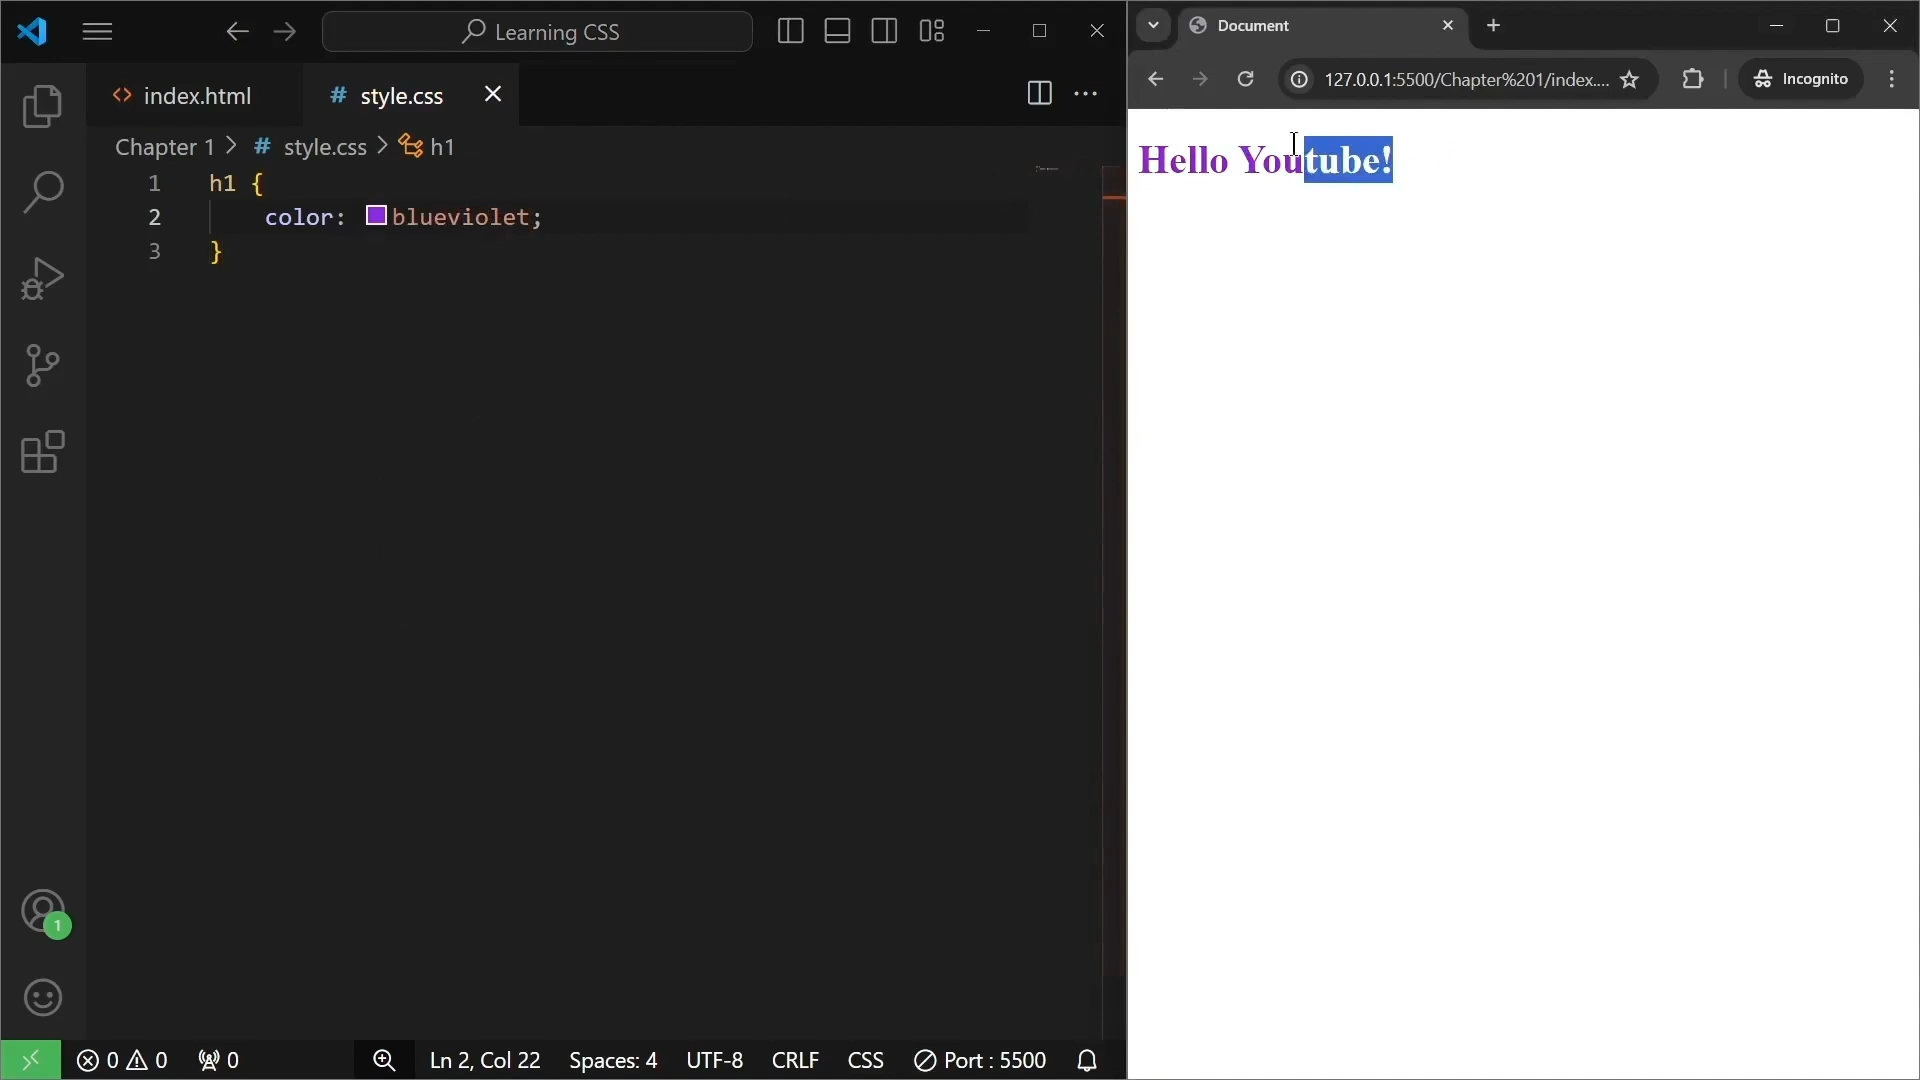 Learning CSS
index.html
# style.css
Chapter 1 > # style.css > h1
1 h1 {
2 color: blueviolet;
3 }
1
0 0 0
Ln 2, Col 22 Spaces: 4 UTF-8 CRLF CSS Port : 5500
Document
127.0.0.1:5500/Chapter%201/index....
Incognito
Hello Youtube!